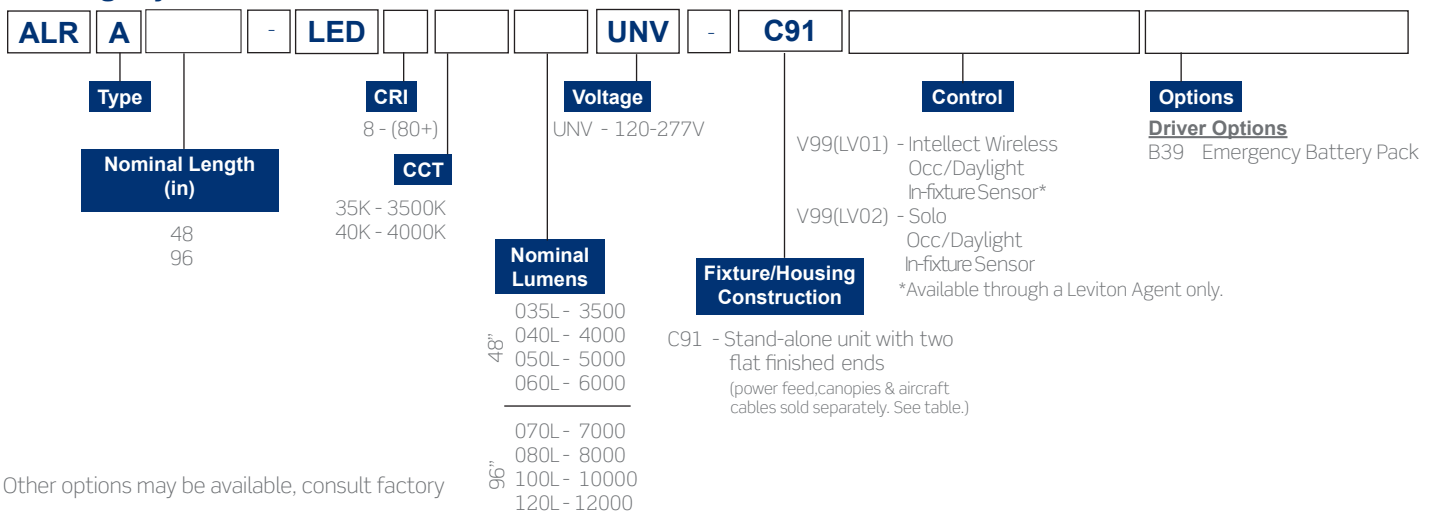 ALR A - LED UNV - C91
Type
Nominal Length
(in)
48
96
CRI
8 - (80+)
CCT
35K - 3500K
40K - 4000K
Nominal
Lumens
48”
035L - 3500
040L - 4000
050L - 5000
060L - 6000
96”
070L - 7000
080L - 8000
100L - 10000
120L - 12000
Voltage
UNV - 120-277V
Fixture/Housing
Construction
C91 - Stand-alone unit with two
flat finished ends
(power feed,canopies & aircraft
cables sold separately. See table.)
Control
V99(LV01) - Intellect Wireless
Occ/Daylight
In-fixture Sensor*
V99(LV02) - Solo
Occ/Daylight
In-fixture Sensor
*Available through a Leviton Agent only.
Options
Driver Options
B39 Emergency Battery Pack
Other options may be available, consult factory